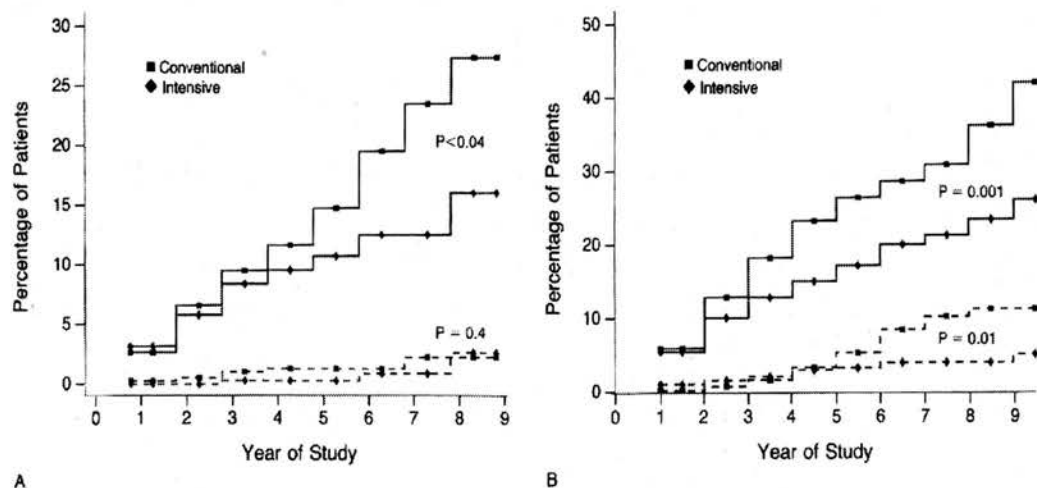 30
25
20
15
10
5
0
Percentage of Patients
Conventional
Intensive
P<0.04
P = 0.4
0 1 2 3 4 5 6 7 8 9
Year of Study
A
50
40
30
20
10
0
Percentage of Patients
Conventional
Intensive
P = 0.001
P = 0.01
0 1 2 3 4 5 6 7 8 9
Year of Study
B